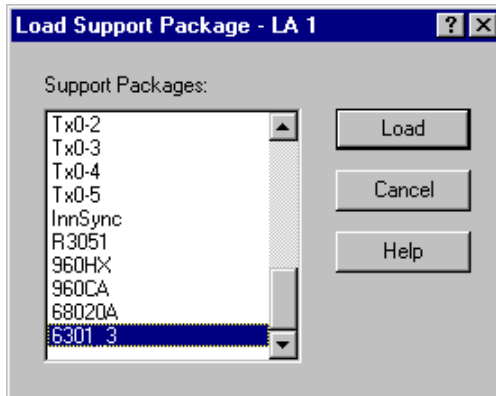 Load Support Package - LA 1
Support Packages:
Tx0-2
Tx0-3
Tx0-4
Tx0-5
InnSync
R3051
960HX
960CA
68020A
6301_3
Load
Cancel
Help